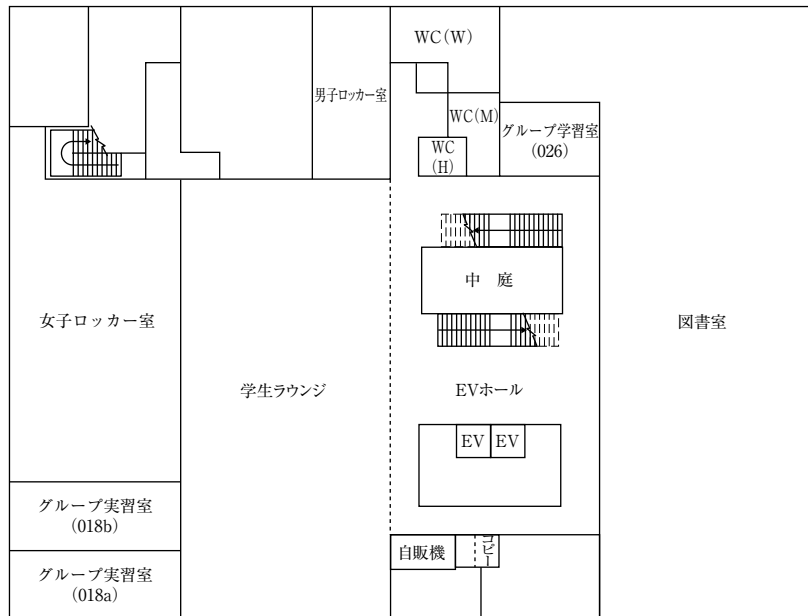 WC（W）
男子ロッカー室
WC（M）
グループ学習室
（026）
WC
（H）
中　庭
女子ロッカー室
図書室
学生ラウンジ
EVホール
EV
EV
グループ実習室
（018b）
自販機
コピー
グループ実習室
（018a）